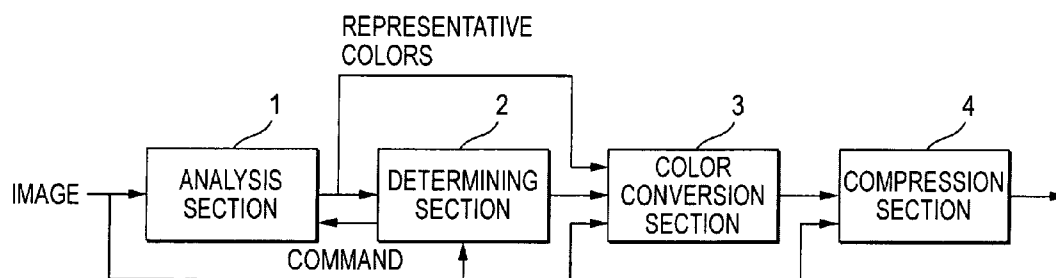 REPRESENTATIVE
COLORS
1
2
3
4
IMAGE
ANALYSIS
SECTION
DETERMINING
SECTION
COLOR
CONVERSION
SECTION
COMPRESSION
SECTION
COMMAND